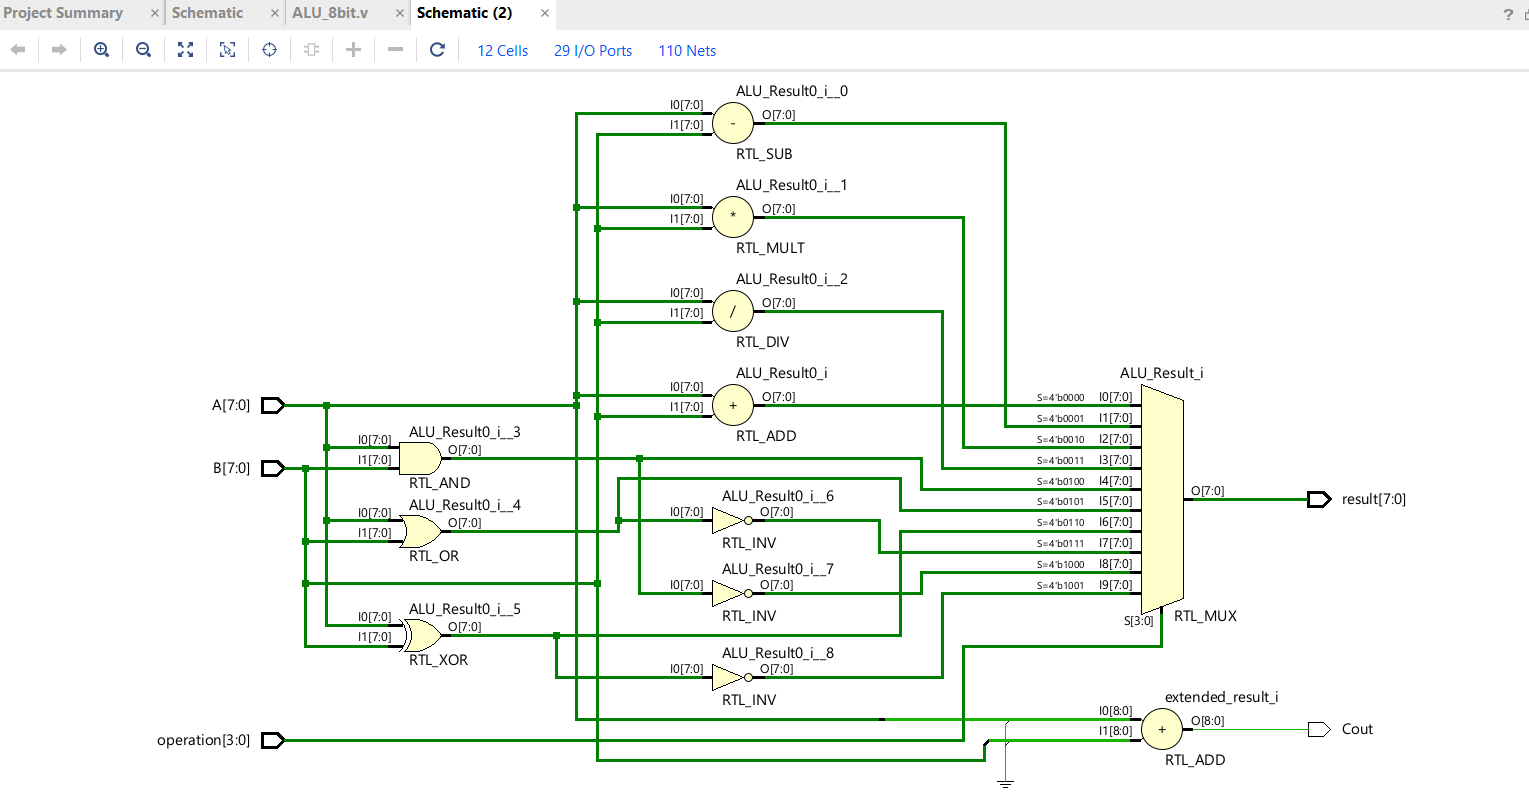 Project Summary × Schematic × ALU_8bit.v × Schematic (2) × ?
12 Cells 29 I/O Ports 110 Nets
ALU_Result0_i__0
I0[7:0]
I1[7:0]
-
O[7:0]
RTL_SUB
ALU_Result0_i__1
I0[7:0]
I1[7:0]
*
O[7:0]
RTL_MULT
ALU_Result0_i__2
I0[7:0]
I1[7:0]
/
O[7:0]
RTL_DIV
ALU_Result0_i
I0[7:0]
I1[7:0]
+
O[7:0]
RTL_ADD
A[7:0]
B[7:0]
ALU_Result0_i__3
I0[7:0]
I1[7:0]
O[7:0]
RTL_AND
ALU_Result0_i__4
I0[7:0]
I1[7:0]
O[7:0]
RTL_OR
ALU_Result0_i__5
I0[7:0]
I1[7:0]
O[7:0]
RTL_XOR
ALU_Result0_i__6
I0[7:0]
O[7:0]
RTL_INV
ALU_Result0_i__7
I0[7:0]
O[7:0]
RTL_INV
ALU_Result0_i__8
I0[7:0]
O[7:0]
RTL_INV
ALU_Result_i
S=4'b0000 I0[7:0]
S=4'b0001 I1[7:0]
S=4'b0010 I2[7:0]
S=4'b0011 I3[7:0]
S=4'b0100 I4[7:0]
S=4'b0101 I5[7:0]
S=4'b0110 I6[7:0]
S=4'b0111 I7[7:0]
S=4'b1000 I8[7:0]
S=4'b1001 I9[7:0]
S[3:0]
RTL_MUX
O[7:0]
result[7:0]
operation[3:0]
extended_result_i
I0[8:0]
I1[8:0]
+
O[8:0]
RTL_ADD
Cout